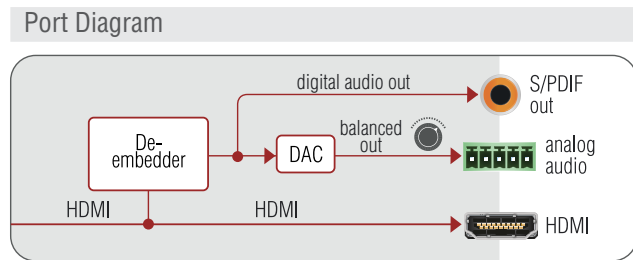 Port Diagram
digital audio out
S/PDIF
out
De-
embedder
DAC
balanced
out
analog
audio
HDMI
HDMI
HDMI